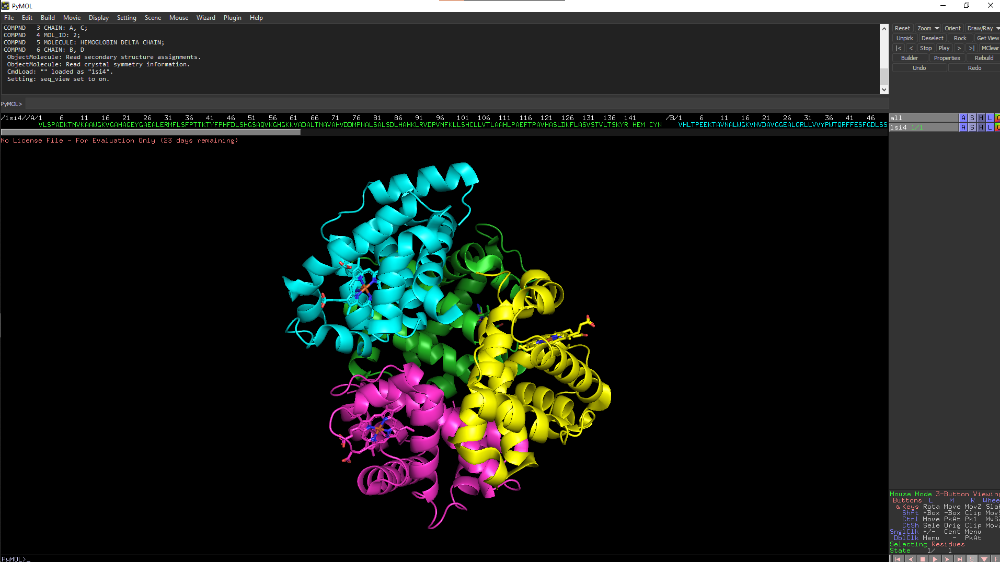 PyMOL
File Edit Build Movie Display Setting Scene Mouse Wizard Plugin Help
COMPND 3 CHAIN: A, C;
COMPND 4 MOL_ID: 2;
COMPND 5 MOLECULE: HEMOGLOBIN DELTA CHAIN;
COMPND 6 CHAIN: B, D
ObjectMolecule: Read secondary structure assignments.
ObjectMolecule: Read crystal symmetry information.
CmdLoad: "" loaded as "1si4".
Setting: seq_view set to on.
PyMOL>
Reset Zoom Orient Draw/Ray
Unpick Deselect Rock Get View
|< < Stop Play > >| MClear
Builder Properties Rebuild
Undo Redo
/1si4//A/1 6 11 16 21 26 31 36 41 46 51 56 61 66 71 76 81 86 91 96 101 106 111 116 121 126 131 136 141 /B/1 6 11 16 21 26 31 36 41 46
VLSPADKTNVKAAWGKVGAHAGEYGAEALERMFLSFPTTKTYFPHFDLSHGSAQVKGHGKKVADALTNAVAHVDDMPNALSALSDLHAHKLRVDPVNFKLLSHCLLVTLAAHLPAEFTPAVHASLDKFLASVSTVLTSKYR HEM CYN VHLTPEEKTAVNALWGKVNVDAVGGEALGRLLVVYPWTQRFFESFGDLSS
all A S H L
1si4 1/1 A S H L
No License File - For Evaluation Only (23 days remaining)
Mouse Mode 3-Button Viewing
Buttons L M R Whee
& Keys Rota Move MovZ Slab
Shft +Box -Box Clip MovS
Ctrl Move PkAt Pk1 MvSZ
CtSh Sele Orig Clip MovZ
SnglClk +/- Cent Menu
DblClk Menu - PkAt
Selecting Residues
State 1/ 1
PyMOL>_
S F